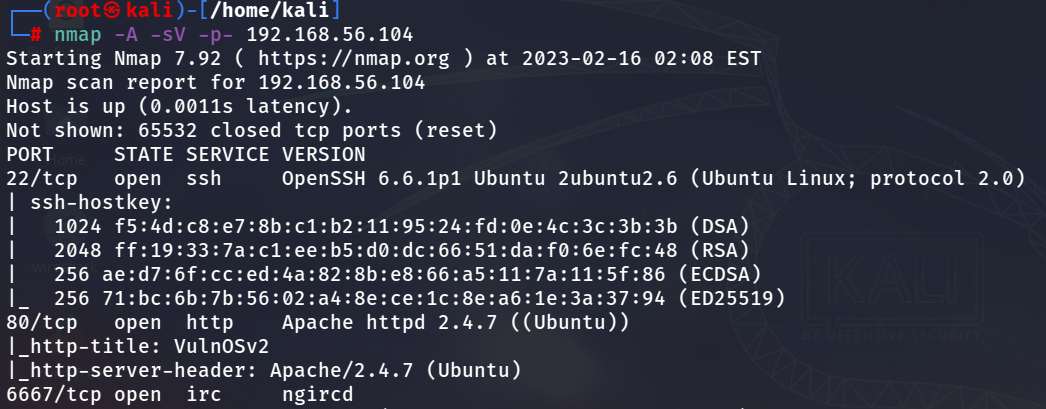 ┌──(root㉿kali)-[/home/kali]
└─# nmap -A -sV -p- 192.168.56.104
Starting Nmap 7.92 ( https://nmap.org ) at 2023-02-16 02:08 EST
Nmap scan report for 192.168.56.104
Host is up (0.0011s latency).
Not shown: 65532 closed tcp ports (reset)
PORT     STATE SERVICE VERSION
22/tcp   open  ssh     OpenSSH 6.6.1p1 Ubuntu 2ubuntu2.6 (Ubuntu Linux; protocol 2.0)
| ssh-hostkey:
|   1024 f5:4d:c8:e7:8b:c1:b2:11:95:24:fd:0e:4c:3c:3b:3b (DSA)
|   2048 ff:19:33:7a:c1:ee:b5:d0:dc:66:51:da:f0:6e:fc:48 (RSA)
|   256 ae:d7:6f:cc:ed:4a:82:8b:e8:66:a5:11:7a:11:5f:86 (ECDSA)
|_  256 71:bc:6b:7b:56:02:a4:8e:ce:1c:8e:a6:1e:3a:37:94 (ED25519)
80/tcp   open  http    Apache httpd 2.4.7 ((Ubuntu))
|_http-title: VulnOSv2
|_http-server-header: Apache/2.4.7 (Ubuntu)
6667/tcp open  irc     ngircd
KALI
BY OFFENSIVE SECURITY